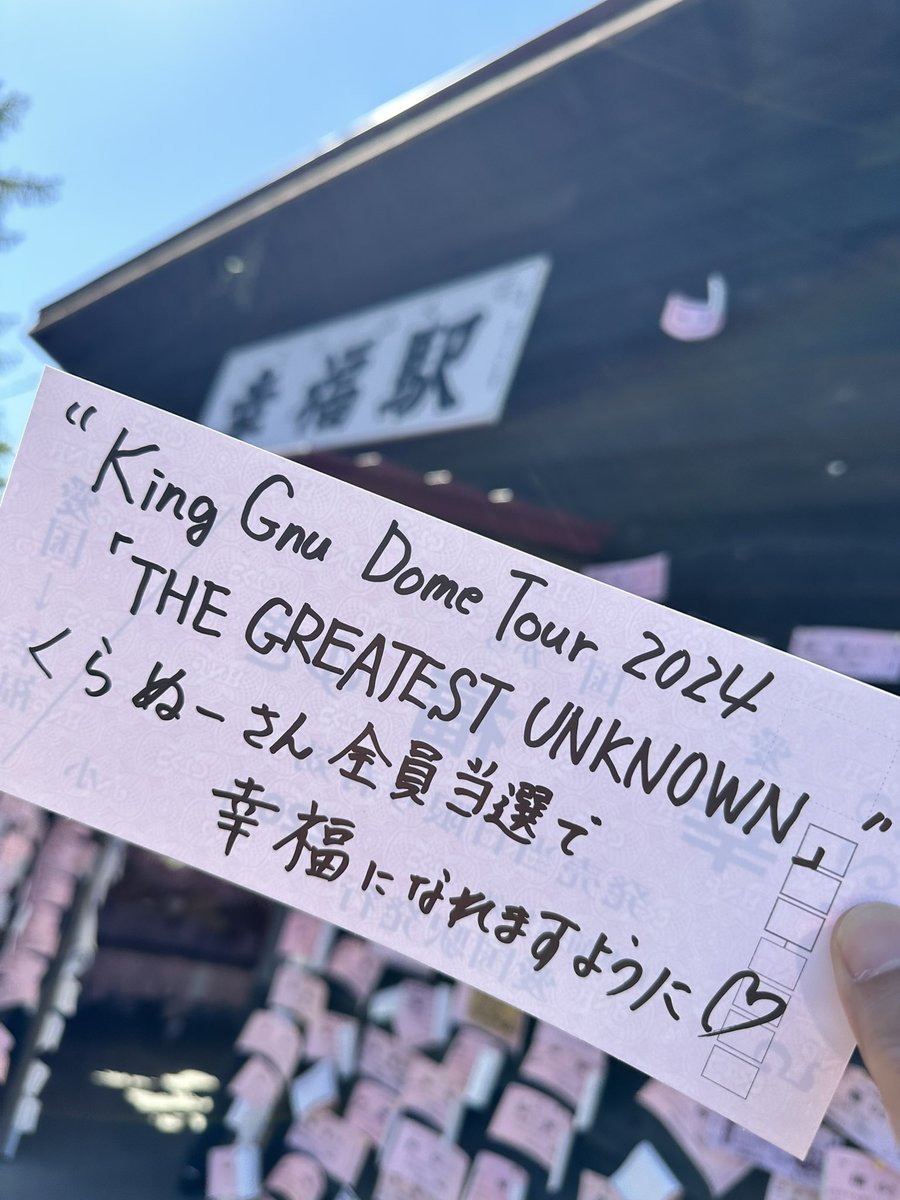 幸福駅
“King Gnu Dome Tour 2024
「THE GREATEST UNKNOWN」”
くらぬーさん全員当選で
幸福になれますように♡